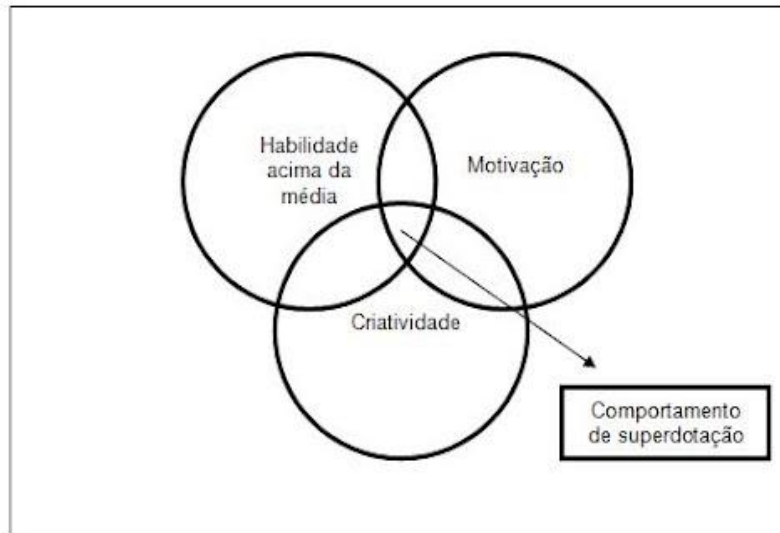 Habilidade
acima da
média
Motivação
Criatividade
Comportamento
de superdotação